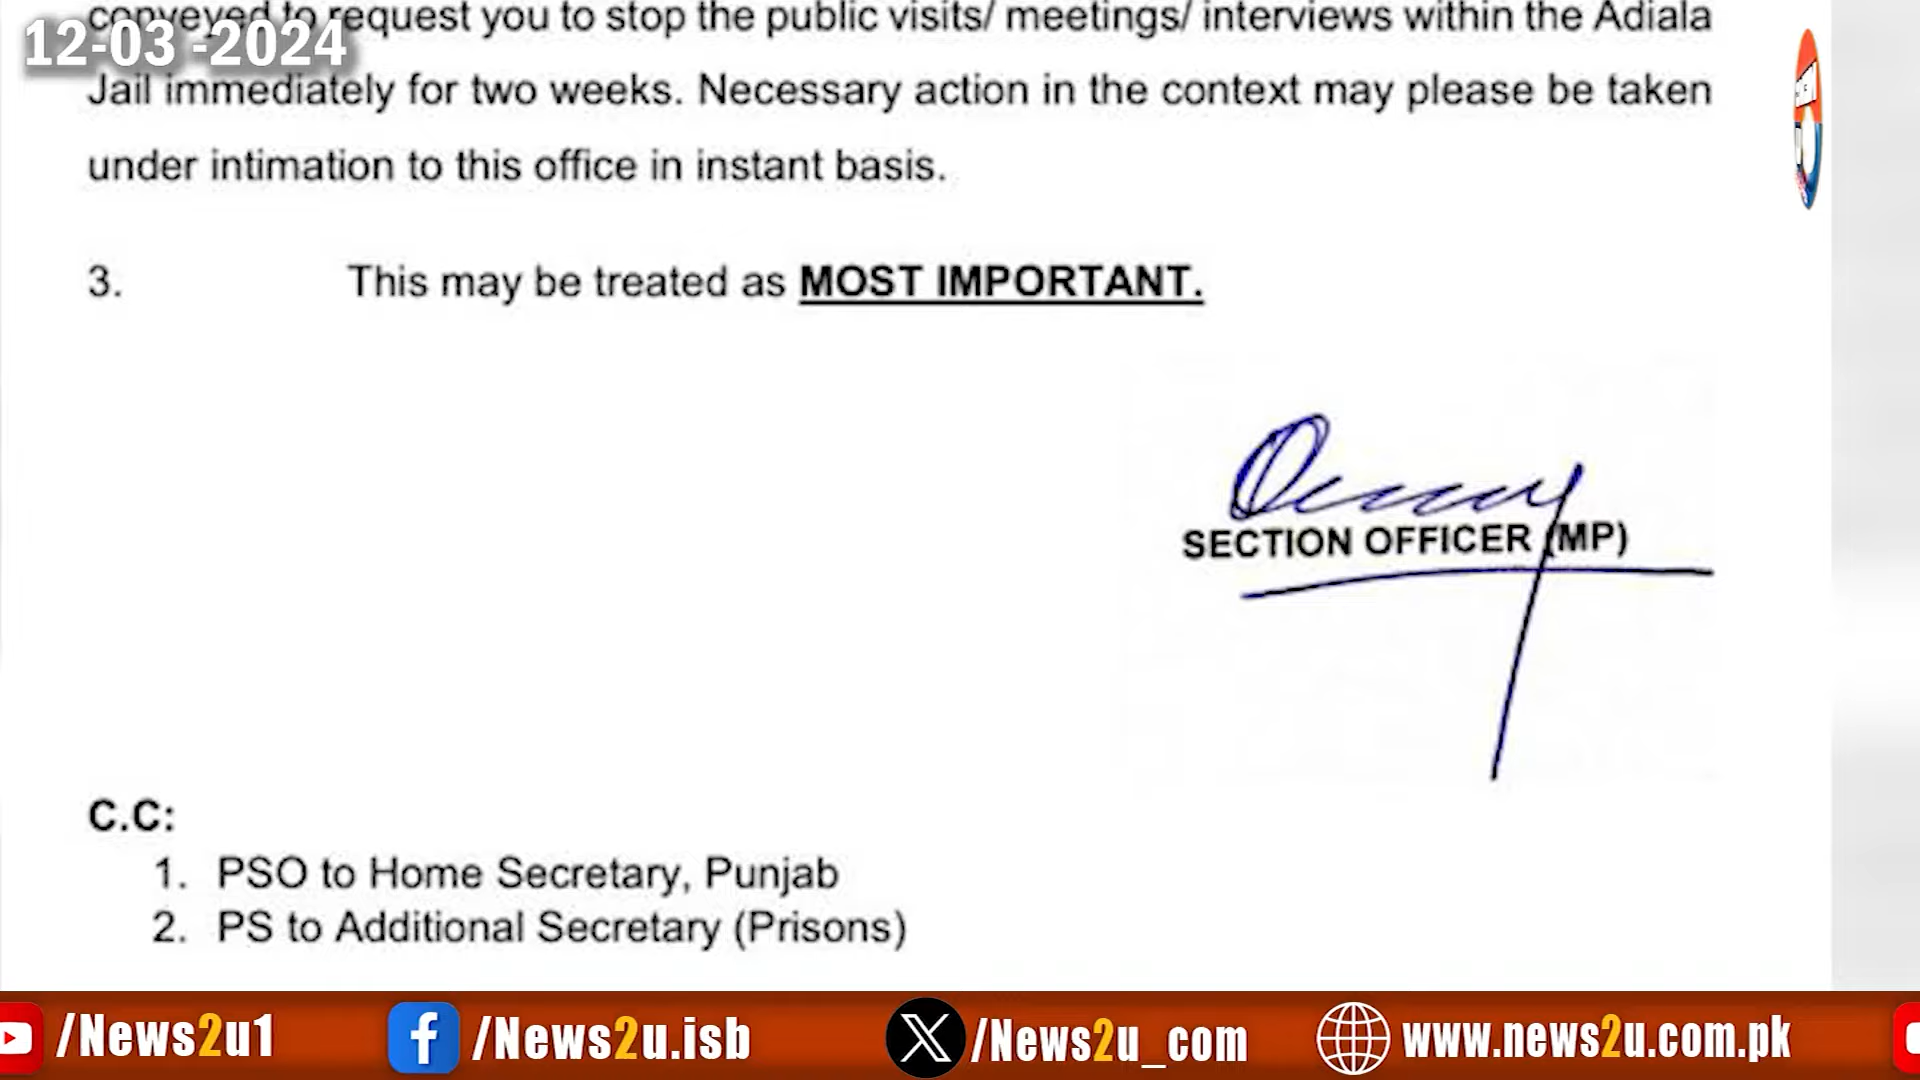 12-03 -2024
conveyed to request you to stop the public visits/ meetings/ interviews within the Adiala
Jail immediately for two weeks. Necessary action in the context may please be taken
under intimation to this office in instant basis.
3. This may be treated as MOST IMPORTANT.
SECTION OFFICER (MP)
C.C:
1. PSO to Home Secretary, Punjab
2. PS to Additional Secretary (Prisons)
/News2u1 /News2u.isb /News2u_com www.news2u.com.pk